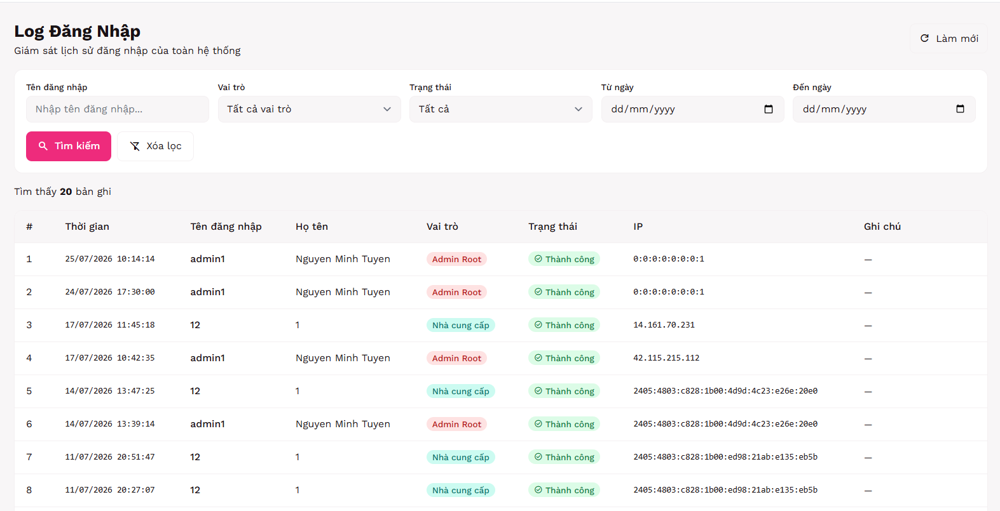 Log Đăng Nhập
Giám sát lịch sử đăng nhập của toàn hệ thống
Làm mới
Tên đăng nhập Vai trò Trạng thái Từ ngày Đến ngày
Nhập tên đăng nhập... Tất cả vai trò Tất cả dd/mm/yyyy dd/mm/yyyy
Tìm kiếm Xóa lọc
Tìm thấy 20 bản ghi
# Thời gian Tên đăng nhập Họ tên Vai trò Trạng thái IP Ghi chú
1 25/07/2026 10:14:14 admin1 Nguyen Minh Tuyen Admin Root Thành công 0:0:0:0:0:0:0:1 —
2 24/07/2026 17:30:00 admin1 Nguyen Minh Tuyen Admin Root Thành công 0:0:0:0:0:0:0:1 —
3 17/07/2026 11:45:18 12 1 Nhà cung cấp Thành công 14.161.70.231 —
4 17/07/2026 10:42:35 admin1 Nguyen Minh Tuyen Admin Root Thành công 42.115.215.112 —
5 14/07/2026 13:47:25 12 1 Nhà cung cấp Thành công 2405:4803:c828:1b00:4d9d:4c23:e26e:20e0 —
6 14/07/2026 13:39:14 admin1 Nguyen Minh Tuyen Admin Root Thành công 2405:4803:c828:1b00:4d9d:4c23:e26e:20e0 —
7 11/07/2026 20:51:47 12 1 Nhà cung cấp Thành công 2405:4803:c828:1b00:ed98:21ab:e135:eb5b —
8 11/07/2026 20:27:07 12 1 Nhà cung cấp Thành công 2405:4803:c828:1b00:ed98:21ab:e135:eb5b —